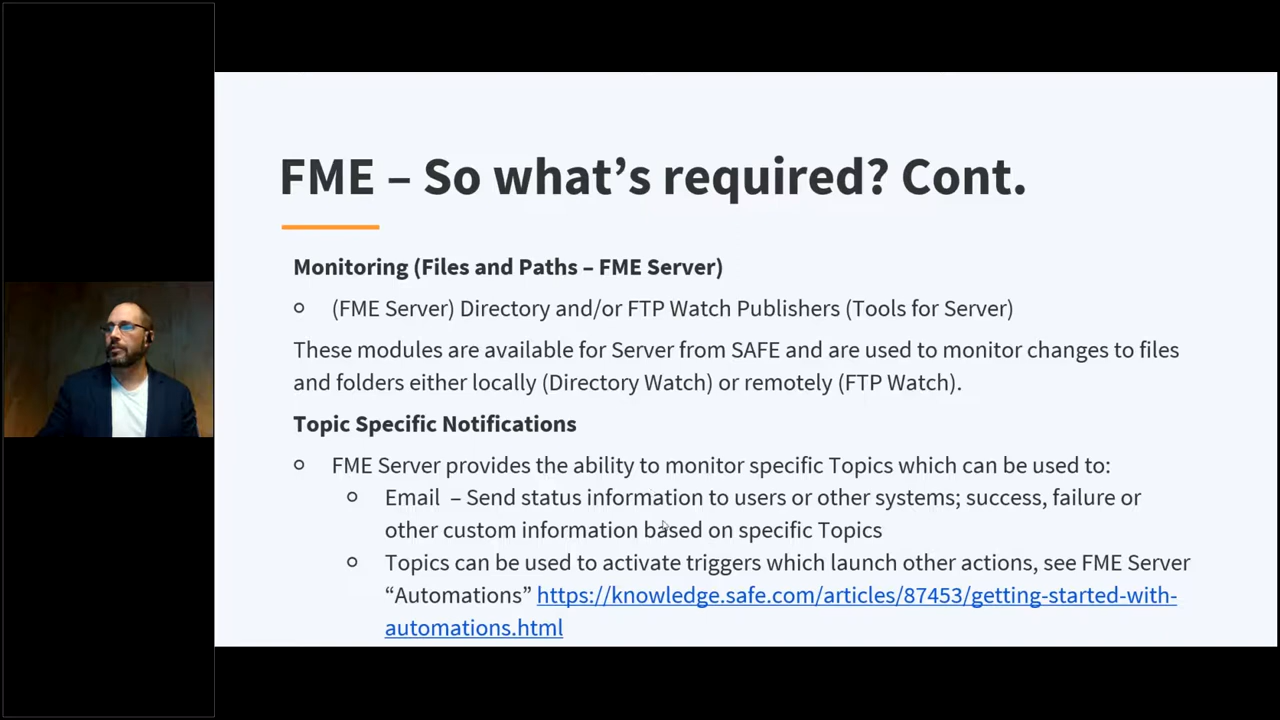 FME – So what’s required? Cont.
Monitoring (Files and Paths – FME Server)
(FME Server) Directory and/or FTP Watch Publishers (Tools for Server)
These modules are available for Server from SAFE and are used to monitor changes to files
and folders either locally (Directory Watch) or remotely (FTP Watch).
Topic Specific Notifications
FME Server provides the ability to monitor specific Topics which can be used to:
Email – Send status information to users or other systems; success, failure or
other custom information based on specific Topics
Topics can be used to activate triggers which launch other actions, see FME Server
“Automations” https://knowledge.safe.com/articles/87453/getting-started-with-
automations.html